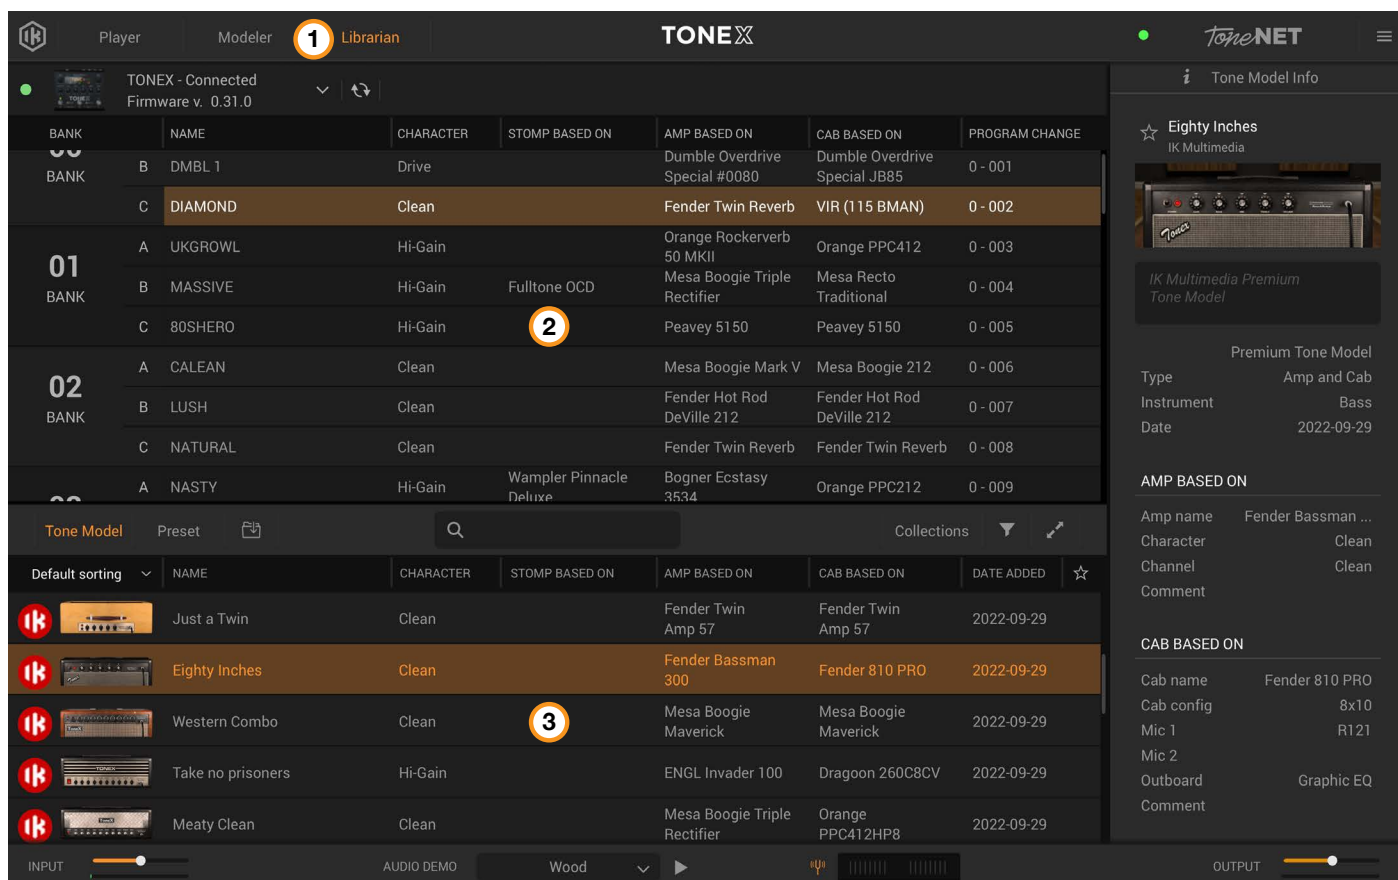 Player
Modeler
1
Librarian
TONEX
ToneNET
TONEX - Connected
Firmware v. 0.31.0
i Tone Model Info
BANK NAME CHARACTER STOMP BASED ON AMP BASED ON CAB BASED ON PROGRAM CHANGE
00
BANK
B DMBL 1 Drive Dumble Overdrive Special #0080 Dumble Overdrive Special JB85 0 - 001
C DIAMOND Clean Fender Twin Reverb VIR (115 BMAN) 0 - 002
01
BANK
A UKGROWL Hi-Gain Orange Rockerverb 50 MKII Orange PPC412 0 - 003
B MASSIVE Hi-Gain Fulltone OCD Mesa Boogie Triple Rectifier Mesa Recto Traditional 0 - 004
C 80SHERO Hi-Gain 2 Peavey 5150 Peavey 5150 0 - 005
02
BANK
A CALEAN Clean Mesa Boogie Mark V Mesa Boogie 212 0 - 006
B LUSH Clean Fender Hot Rod DeVille 212 Fender Hot Rod DeVille 212 0 - 007
C NATURAL Clean Fender Twin Reverb Fender Twin Reverb 0 - 008
A NASTY Hi-Gain Wampler Pinnacle Deluxe Bogner Ecstasy 3534 Orange PPC212 0 - 009
Tone Model Preset Collections
Default sorting NAME CHARACTER STOMP BASED ON AMP BASED ON CAB BASED ON DATE ADDED
Just a Twin Clean Fender Twin Amp 57 Fender Twin Amp 57 2022-09-29
Eighty Inches Clean Fender Bassman 300 Fender 810 PRO 2022-09-29
Western Combo Clean 3 Mesa Boogie Maverick Mesa Boogie Maverick 2022-09-29
Take no prisoners Hi-Gain ENGL Invader 100 Dragoon 260C8CV 2022-09-29
Meaty Clean Clean Mesa Boogie Triple Rectifier Orange PPC412HP8 2022-09-29
INPUT AUDIO DEMO Wood OUTPUT
Eighty Inches
IK Multimedia
Tonex
IK Multimedia Premium
Tone Model
Premium Tone Model
Type Amp and Cab
Instrument Bass
Date 2022-09-29
AMP BASED ON
Amp name Fender Bassman ...
Character Clean
Channel Clean
Comment
CAB BASED ON
Cab name Fender 810 PRO
Cab config 8x10
Mic 1 R121
Mic 2
Outboard Graphic EQ
Comment